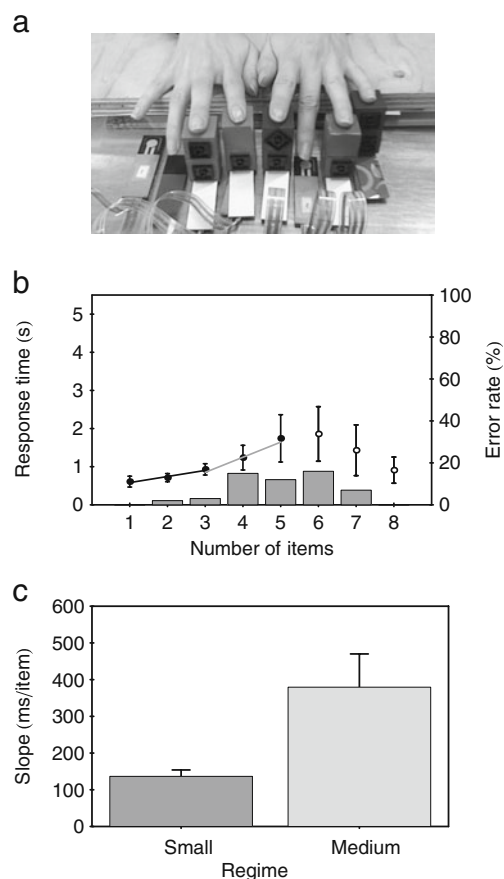 a
b
Response time (s)
5
4
3
2
1
0
100
80
60
40
20
0
Error rate (%)
1 2 3 4 5 6 7 8
Number of items
c
Slope (ms/item)
600
500
400
300
200
100
0
Small Medium
Regime